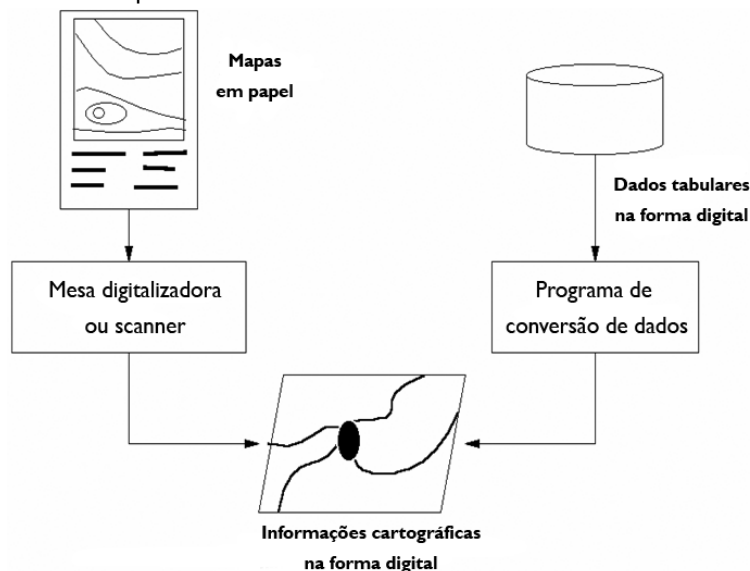 Mapas
em papel
Dados tabulares
na forma digital
Mesa digitalizadora
ou scanner
Programa de
conversão de dados
Informações cartográficas
na forma digital